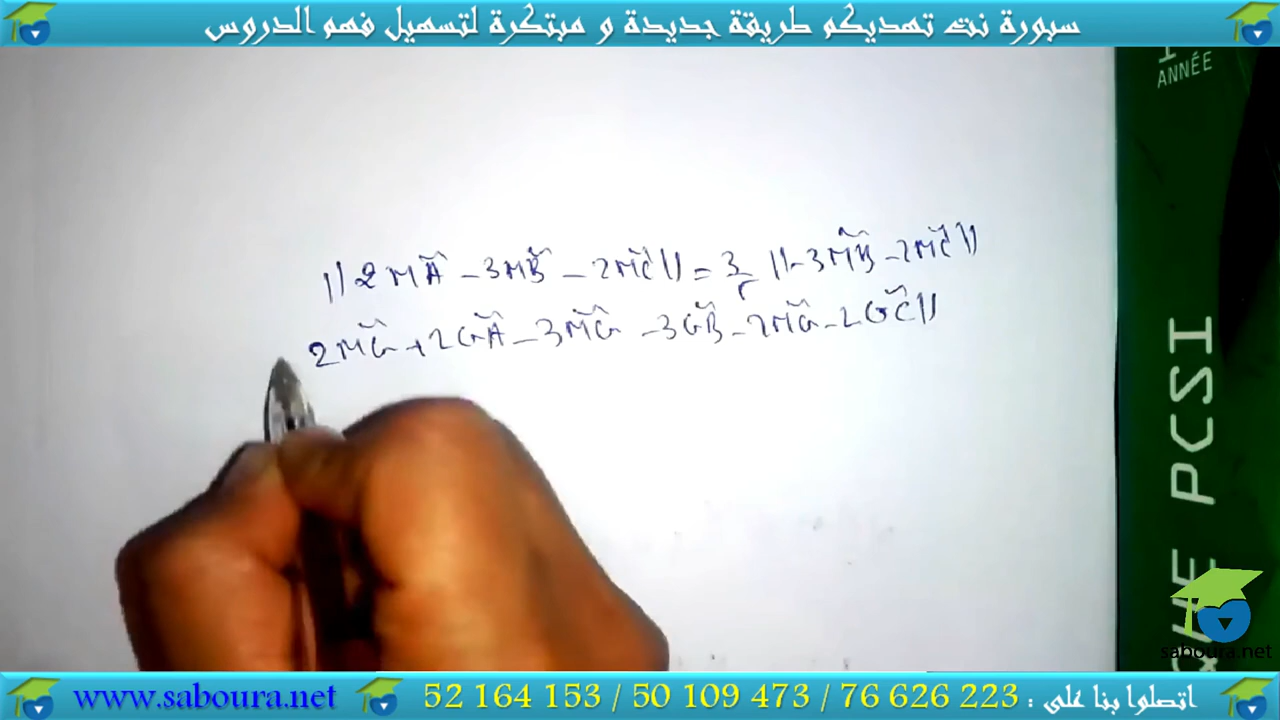 سبورة نت تهديكم طريقة جديدة و مبتكرة لتسهيل فهم الدروس
ANNÉE
||2MA⃗ - 3MB⃗ - 2MC⃗|| = 3/5 ||-3MB⃗ - 2MC⃗||
2MG⃗ + 2GA⃗ - 3MG⃗ - 3GB⃗ - 2MG⃗ - 2GC⃗||
QUE PCSI
saboura.net
www.saboura.net 52 164 153 / 50 109 473 / 76 626 223 : اتصلوا بنا على